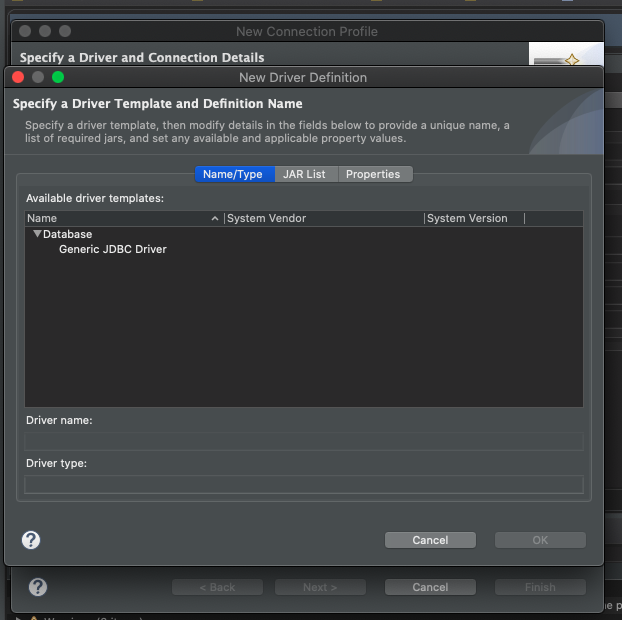 New Connection Profile
Specify a Driver and Connection Details
New Driver Definition
Specify a Driver Template and Definition Name
Specify a driver template, then modify details in the fields below to provide a unique name, a
list of required jars, and set any available and applicable property values.
Name/Type JAR List Properties
Available driver templates:
Name System Vendor System Version
Database
Generic JDBC Driver
Driver name:
Driver type:
? Cancel OK
? < Back Next > Cancel Finish